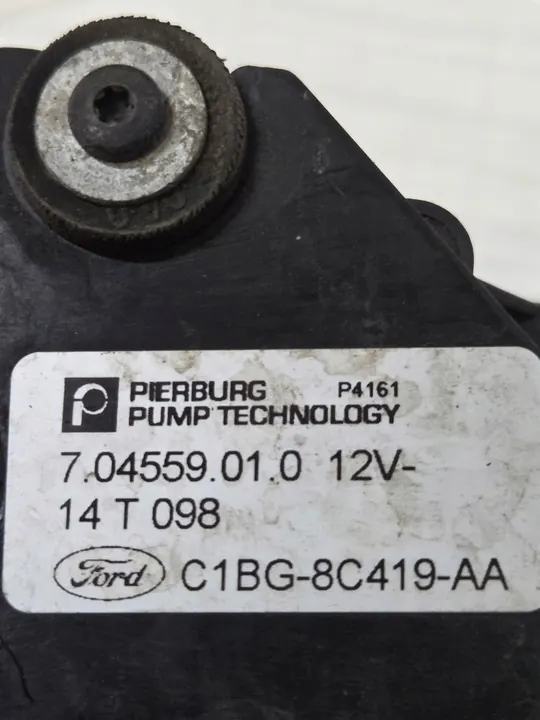 PIERBURG P4161
PUMP TECHNOLOGY
7.04559.01.0 12V-
14 T 098
Ford C1BG-8C419-AA